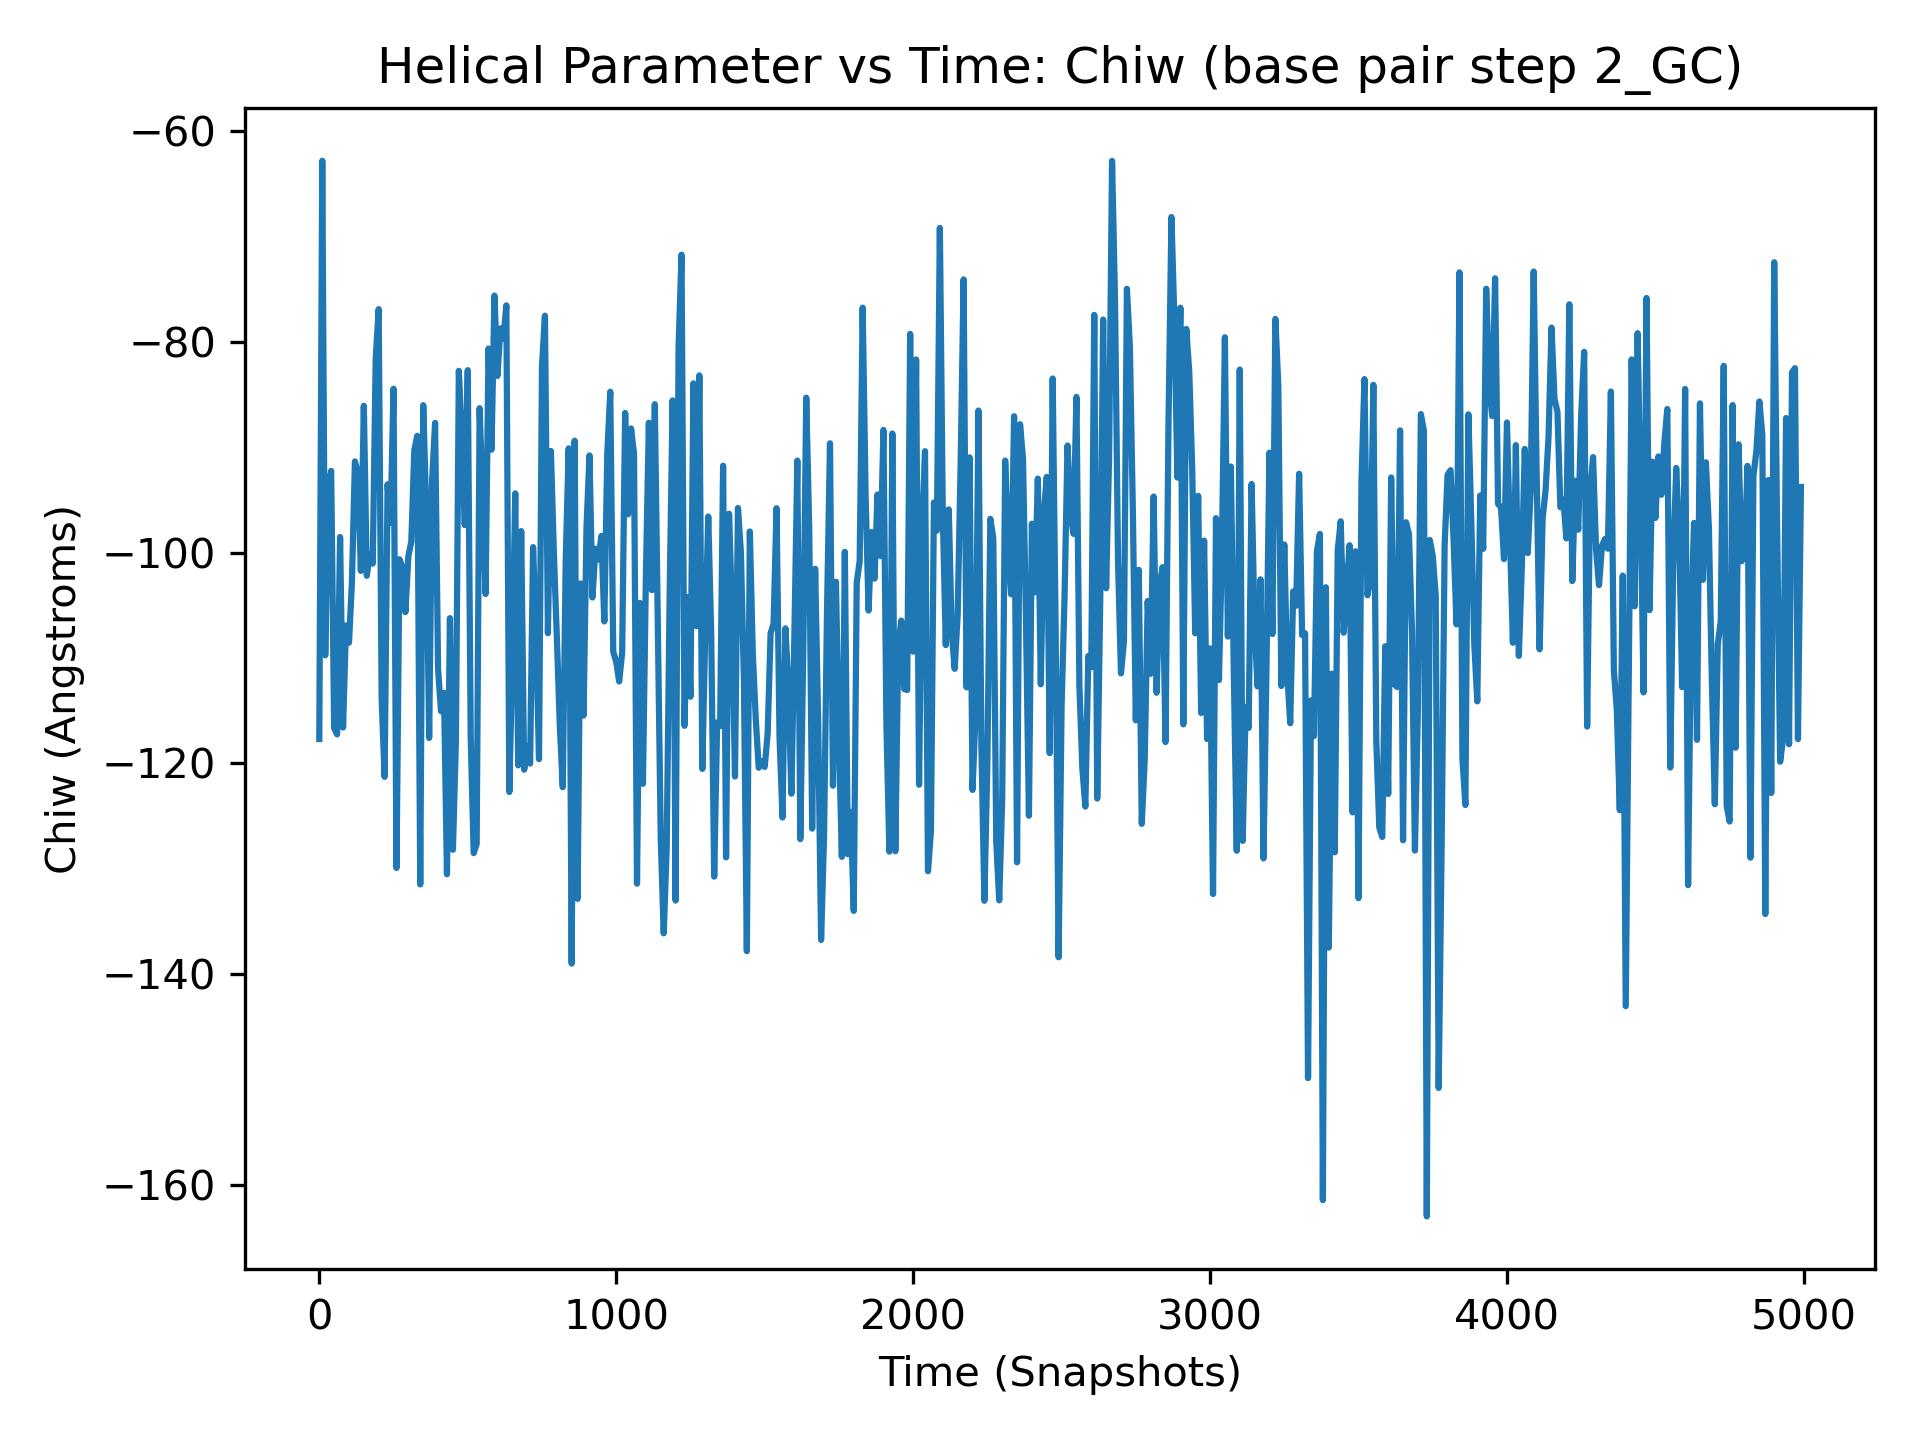 Helical Parameter vs Time: Chiw (base pair step 2_GC)
−60
−80
−100
−120
−140
−160
Chiw (Angstroms)
0 1000 2000 3000 4000 5000
Time (Snapshots)